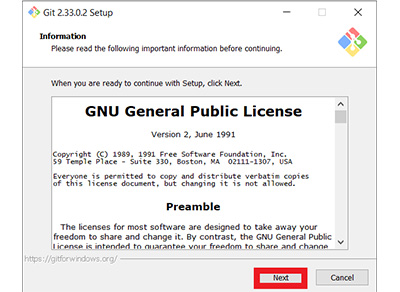 Git 2.33.0.2 Setup
Information
Please read the following important information before continuing.
When you are ready to continue with Setup, click Next.
GNU General Public License
Version 2, June 1991
Copyright (C) 1989, 1991 Free Software Foundation, Inc.
59 Temple Place - Suite 330, Boston, MA  02111-1307, USA
Everyone is permitted to copy and distribute verbatim copies
of this license document, but changing it is not allowed.
Preamble
The licenses for most software are designed to take away your
freedom to share and change it. By contrast, the GNU General Public
License is intended to guarantee your freedom to share and change
https://gitforwindows.org/
Next
Cancel